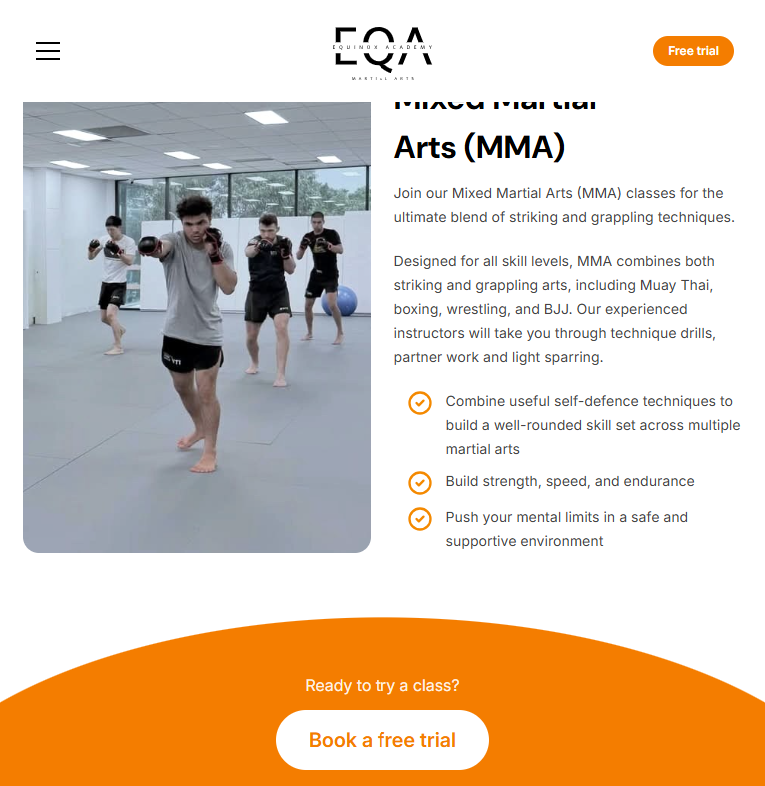 EQA
EQUINOX ACADEMY
MARTIAL ARTS
Free trial
Mixed Martial
Arts (MMA)
Join our Mixed Martial Arts (MMA) classes for the
ultimate blend of striking and grappling techniques.
Designed for all skill levels, MMA combines both
striking and grappling arts, including Muay Thai,
boxing, wrestling, and BJJ. Our experienced
instructors will take you through technique drills,
partner work and light sparring.
Combine useful self-defence techniques to
build a well-rounded skill set across multiple
martial arts
Build strength, speed, and endurance
Push your mental limits in a safe and
supportive environment
Ready to try a class?
Book a free trial